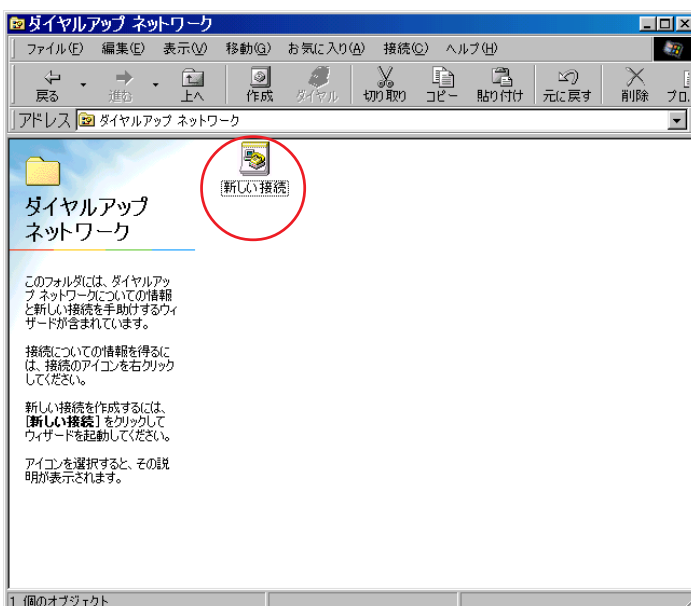 ダイヤルアップ ネットワーク
ファイル(F) 編集(E) 表示(V) 移動(G) お気に入り(A) 接続(C) ヘルプ(H)
戻る 進む 上へ 作成 ダイヤル 切り取り コピー 貼り付け 元に戻す 削除 プロ
アドレス ダイヤルアップ ネットワーク
新しい接続
ダイヤルアップ
ネットワーク
このフォルダには、ダイヤルアッ
プ ネットワークについての情報
と新しい接続を手助けするウィ
ザードが含まれています。
接続についての情報を得るに
は、接続のアイコンを右クリック
してください。
新しい接続を作成するには、
[新しい接続] をクリックして
ウィザードを起動してください。
アイコンを選択すると、その説
明が表示されます。
1 個のオブジェクト